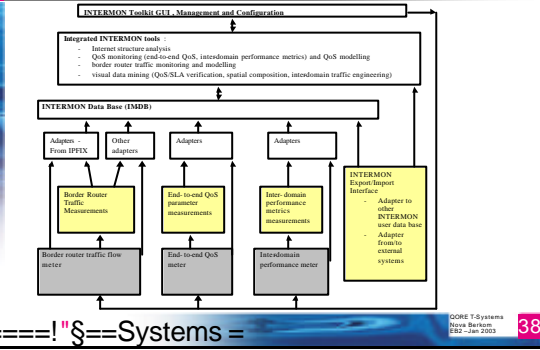 INTERMON Toolkit GUI , Management and Configuration
Integrated INTERMON tools :
- Internet structure analysis
- QoS monitoring (end-to-end QoS, interdomain performance metrics) and QoS modelling
- border router traffic monitoring and modelling
- visual data mining (QoS/SLA verification, spatial composition, interdomain traffic engineering)
INTERMON Data Base (IMDB)
Adapters -
From IPFIX
Other
adapters
Adapters
Adapters
INTERMON
Export/Import
Interface
- Adapter to
other
INTERMON
user data base
- Adapter
from/to
external
systems
Border Router
Traffic
Measurements
End- to-end QoS
parameter
measurements
Inter- domain
performance
metrics
measurements
Border router traffic flow
meter
End- to-end QoS
meter
Interdomain
performance meter
====!"§==Systems =
QORE T-Systems
Nova Berkom
EB2 –Jan 2003
38